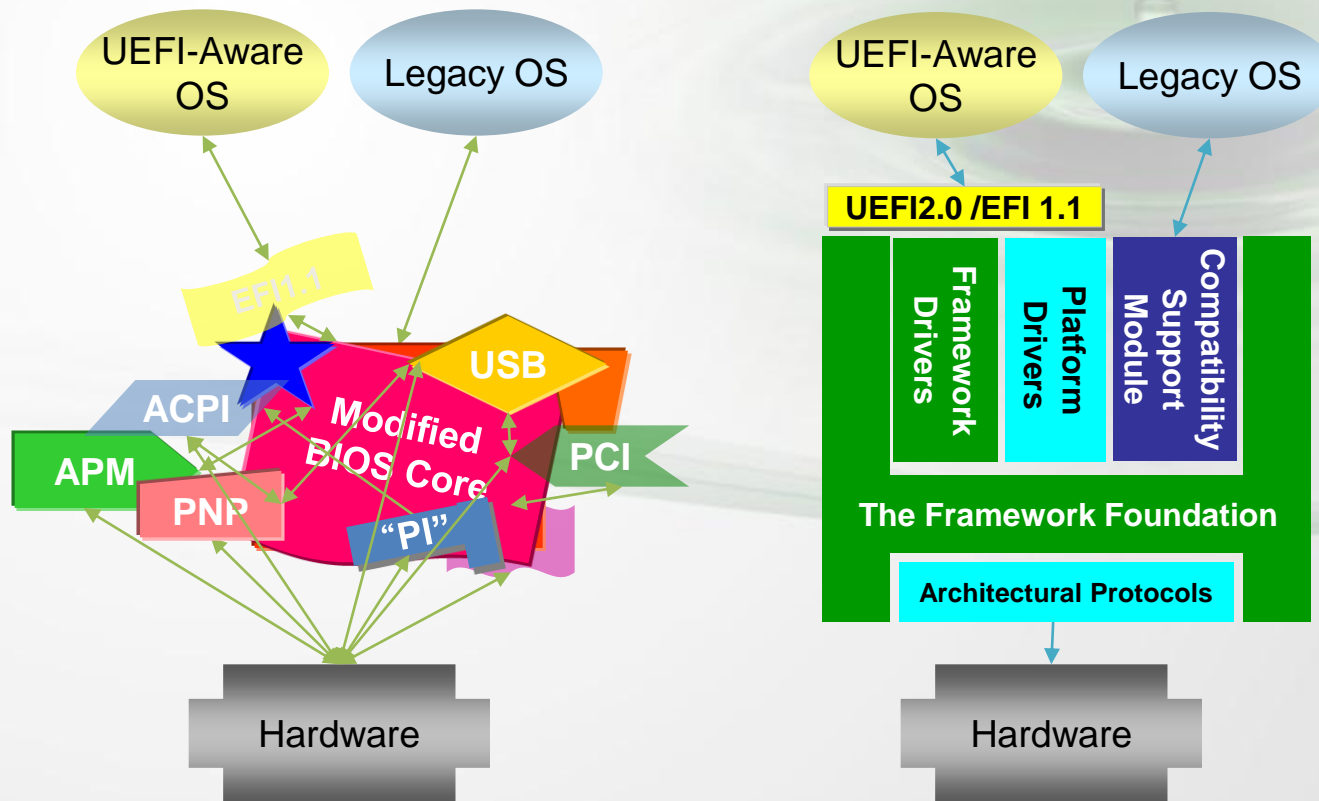 UEFI-Aware
OS
Legacy OS
EFI1.1
USB
ACPI
Modified
BIOS Core
APM
PCI
PNP
“PI”
Hardware
UEFI-Aware
OS
Legacy OS
UEFI2.0 /EFI 1.1
Framework
Drivers
Platform
Drivers
Compatibility
Support
Module
The Framework Foundation
Architectural Protocols
Hardware